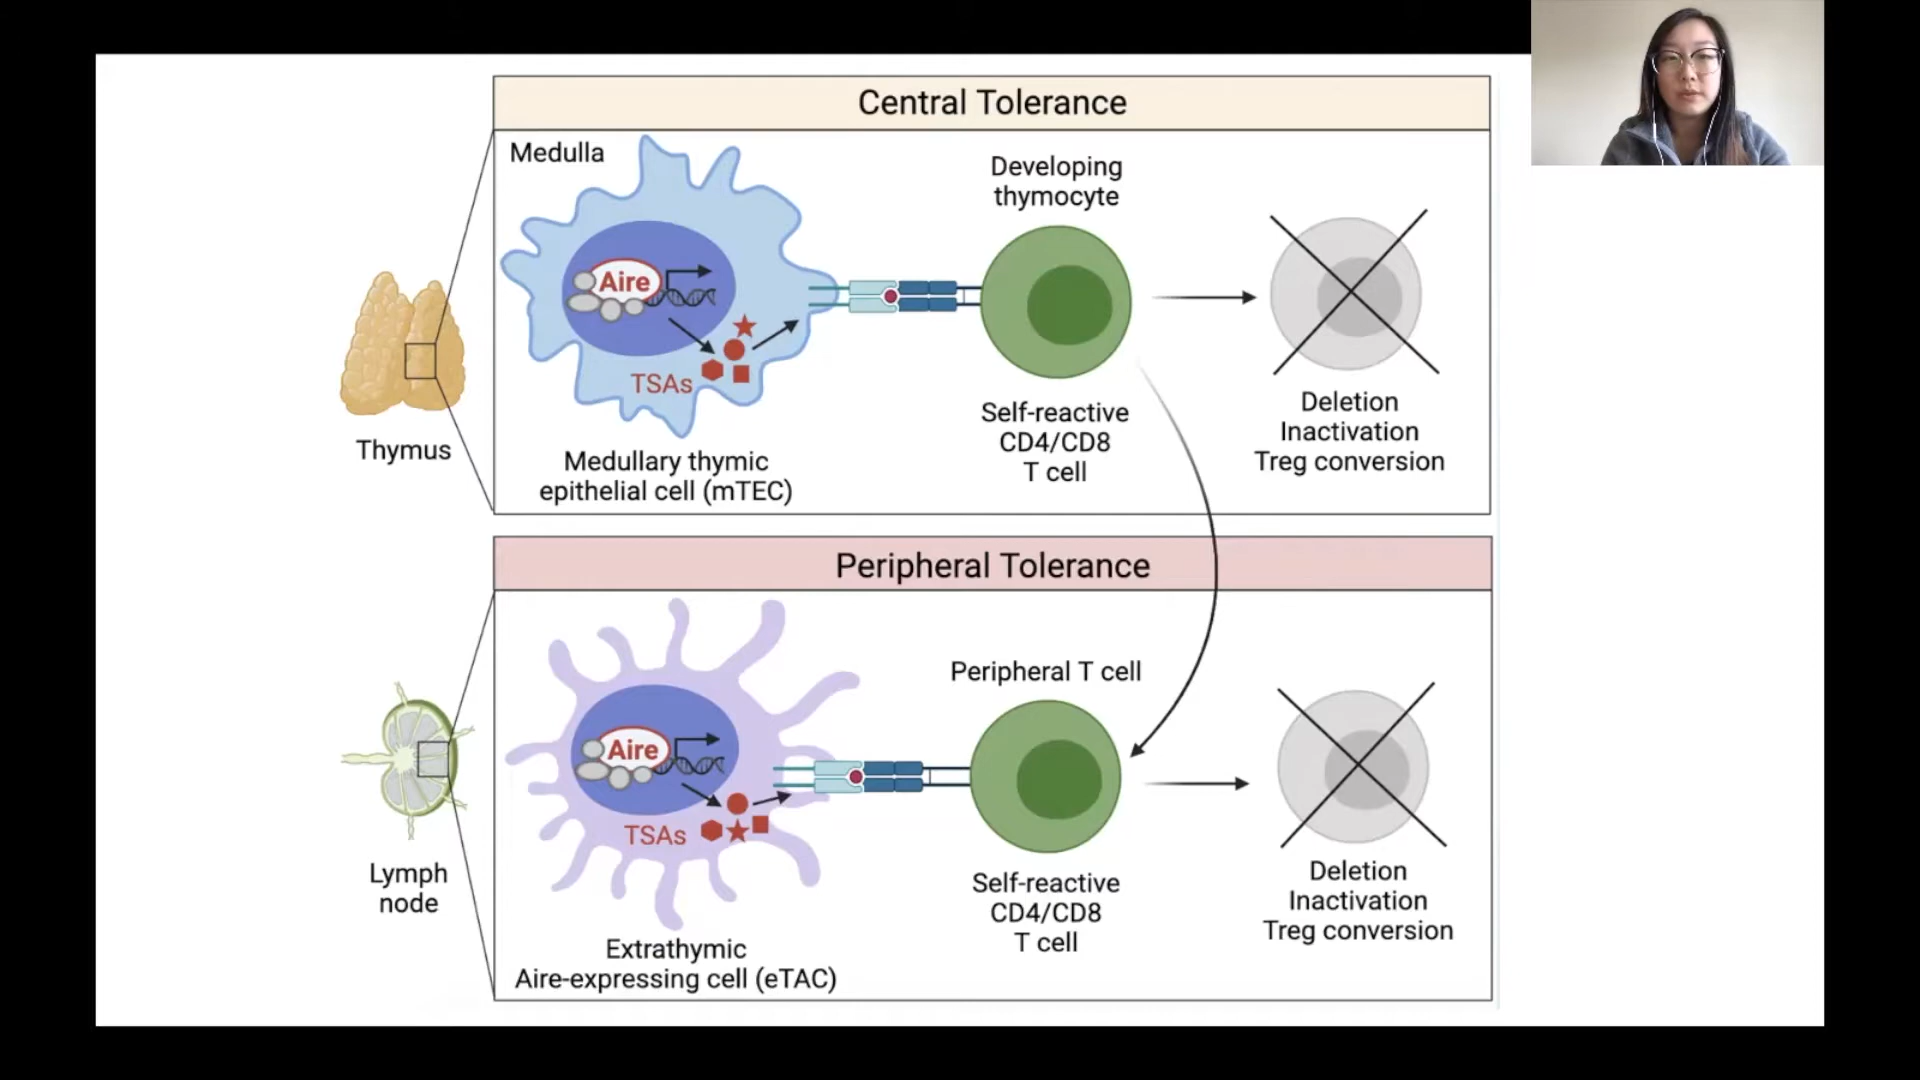 Central Tolerance
Medulla
Developing
thymocyte
Aire
TSAs
Thymus
Medullary thymic
epithelial cell (mTEC)
Self-reactive
CD4/CD8
T cell
Deletion
Inactivation
Treg conversion
Peripheral Tolerance
Peripheral T cell
Aire
TSAs
Lymph
node
Extrathymic
Aire-expressing cell (eTAC)
Self-reactive
CD4/CD8
T cell
Deletion
Inactivation
Treg conversion